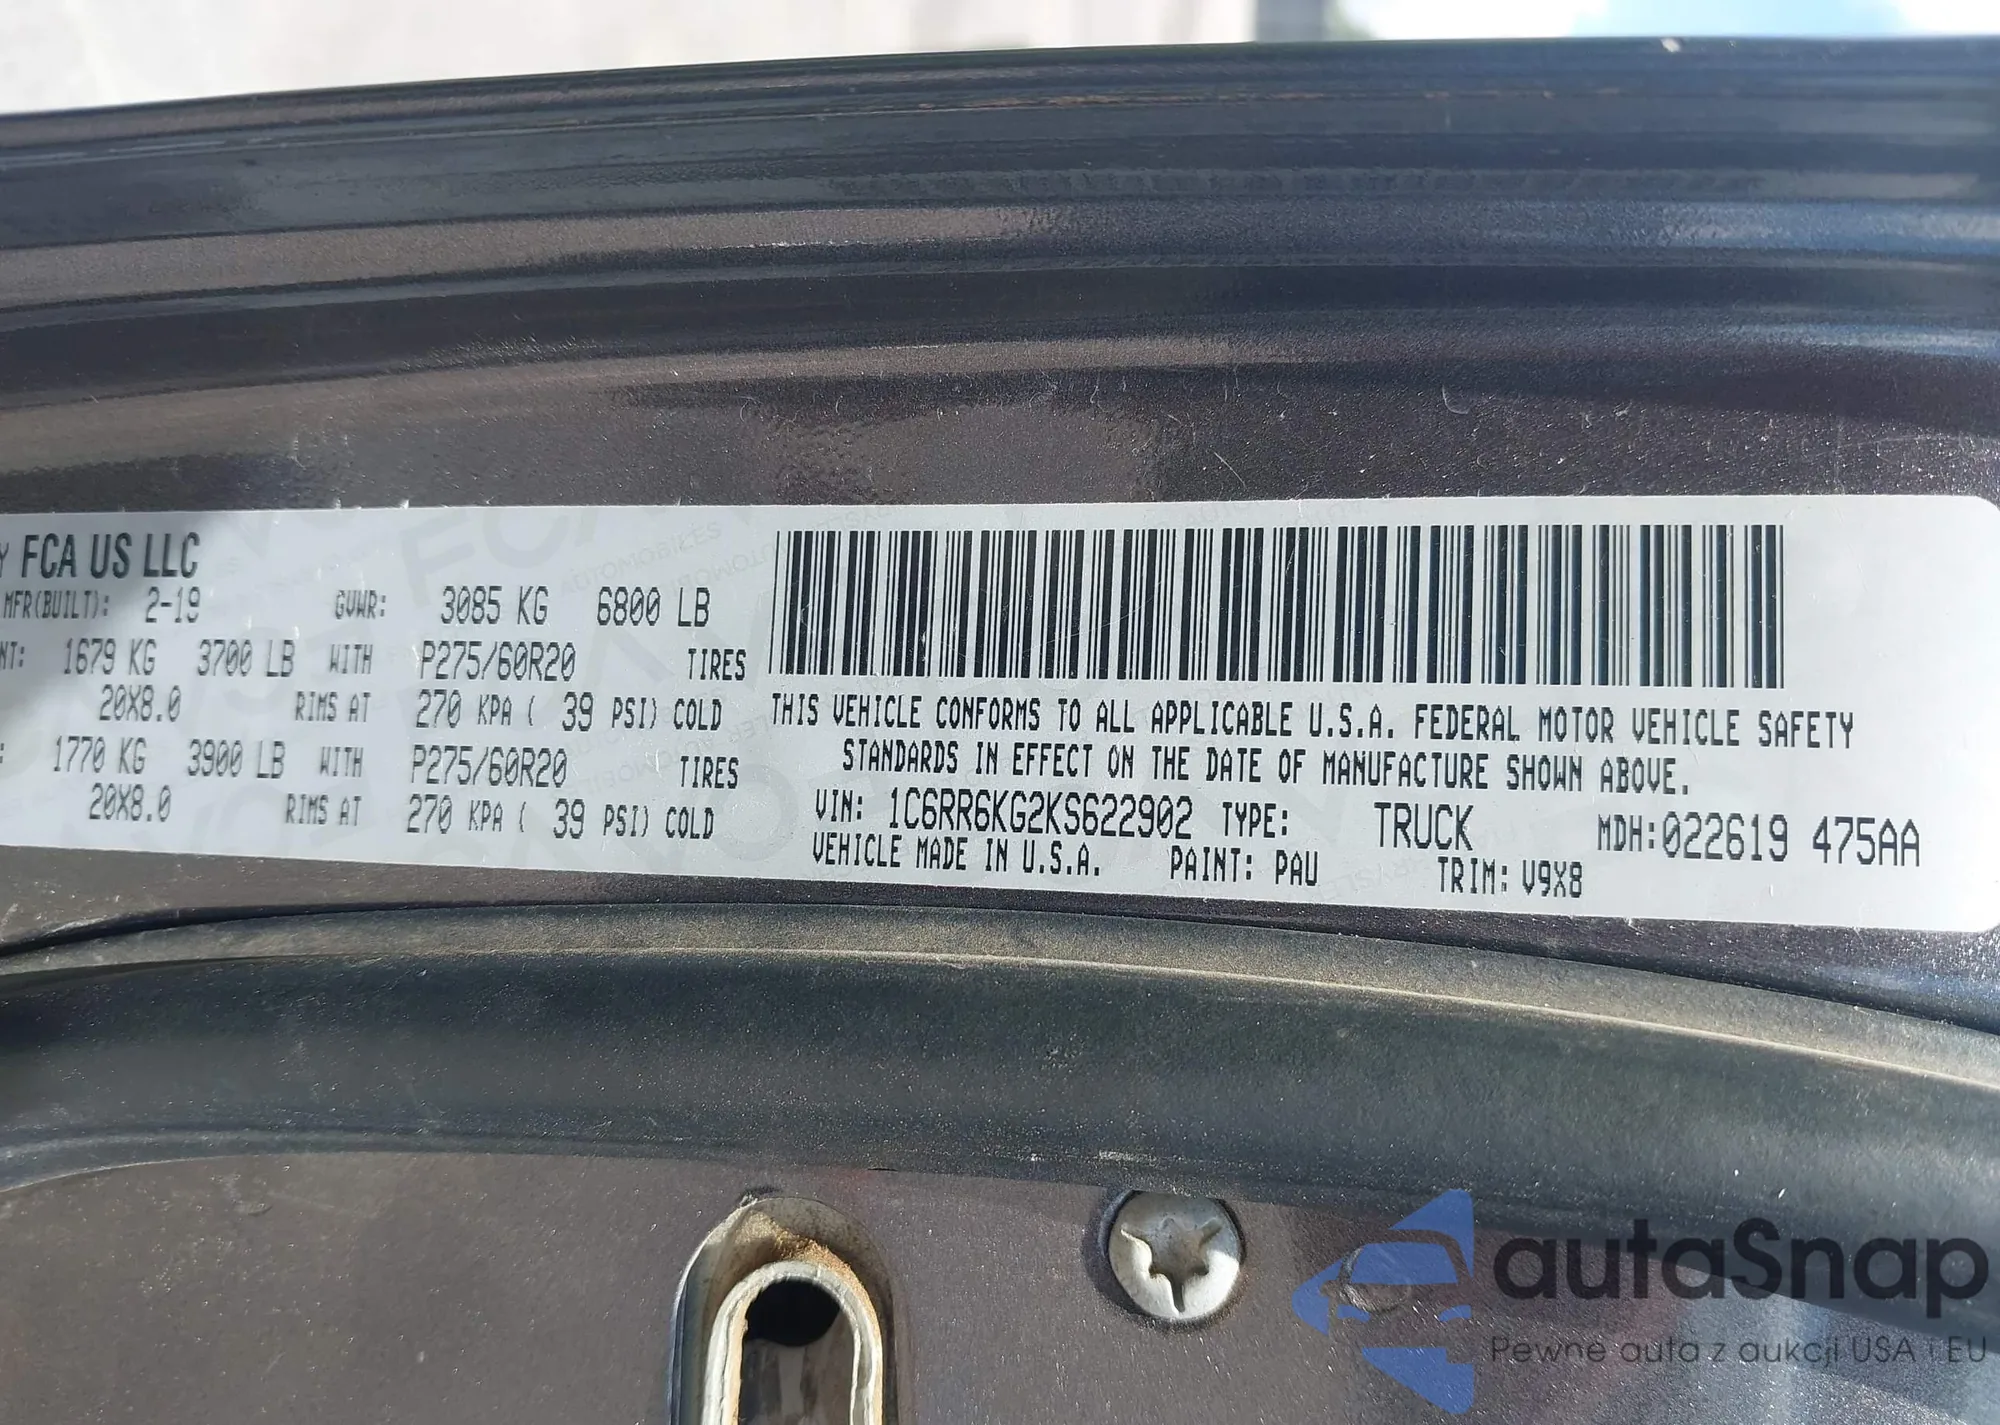 FCA US LLC
MFR(BUILT): 2-19 GVWR: 3085 KG 6800 LB
1679 KG 3700 LB WITH P275/60R20 TIRES
20X8.0 RIMS AT 270 KPA ( 39 PSI) COLD
1770 KG 3900 LB WITH P275/60R20 TIRES
20X8.0 RIMS AT 270 KPA ( 39 PSI) COLD
THIS VEHICLE CONFORMS TO ALL APPLICABLE U.S.A. FEDERAL MOTOR VEHICLE SAFETY
STANDARDS IN EFFECT ON THE DATE OF MANUFACTURE SHOWN ABOVE.
VIN: 1C6RR6KG2KS622902 TYPE: TRUCK MDH:022619 475AA
VEHICLE MADE IN U.S.A. PAINT: PAU TRIM: V9X8
autaSnap
Pewne auta z aukcji USA i EU